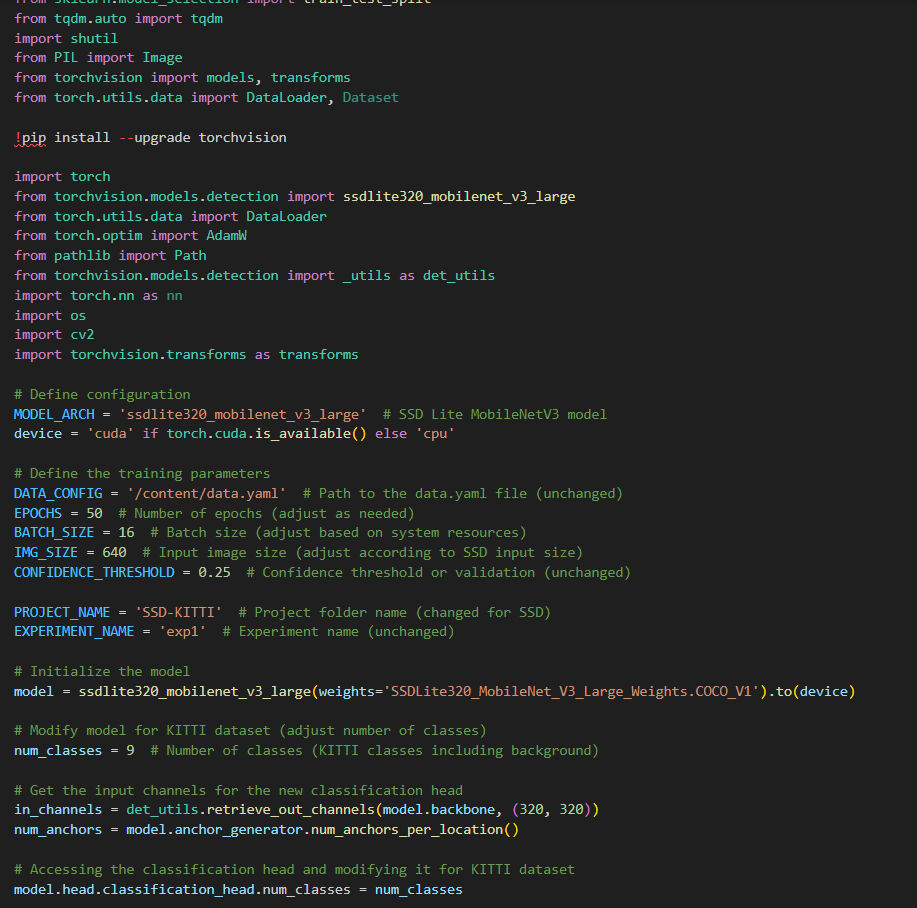 from sklearn.model_selection import train_test_split
from tqdm.auto import tqdm
import shutil
from PIL import Image
from torchvision import models, transforms
from torch.utils.data import DataLoader, Dataset
!pip install --upgrade torchvision
import torch
from torchvision.models.detection import ssdlite320_mobilenet_v3_large
from torch.utils.data import DataLoader
from torch.optim import AdamW
from pathlib import Path
from torchvision.models.detection import _utils as det_utils
import torch.nn as nn
import os
import cv2
import torchvision.transforms as transforms
# Define configuration
MODEL_ARCH = 'ssdlite320_mobilenet_v3_large'  # SSD Lite MobileNetV3 model
device = 'cuda' if torch.cuda.is_available() else 'cpu'
# Define the training parameters
DATA_CONFIG = '/content/data.yaml'  # Path to the data.yaml file (unchanged)
EPOCHS = 50  # Number of epochs (adjust as needed)
BATCH_SIZE = 16  # Batch size (adjust based on system resources)
IMG_SIZE = 640  # Input image size (adjust according to SSD input size)
CONFIDENCE_THRESHOLD = 0.25  # Confidence threshold or validation (unchanged)
PROJECT_NAME = 'SSD-KITTI'  # Project folder name (changed for SSD)
EXPERIMENT_NAME = 'exp1'  # Experiment name (unchanged)
# Initialize the model
model = ssdlite320_mobilenet_v3_large(weights='SSDLite320_MobileNet_V3_Large_Weights.COCO_V1').to(device)
# Modify model for KITTI dataset (adjust number of classes)
num_classes = 9  # Number of classes (KITTI classes including background)
# Get the input channels for the new classification head
in_channels = det_utils.retrieve_out_channels(model.backbone, (320, 320))
num_anchors = model.anchor_generator.num_anchors_per_location()
# Accessing the classification head and modifying it for KITTI dataset
model.head.classification_head.num_classes = num_classes